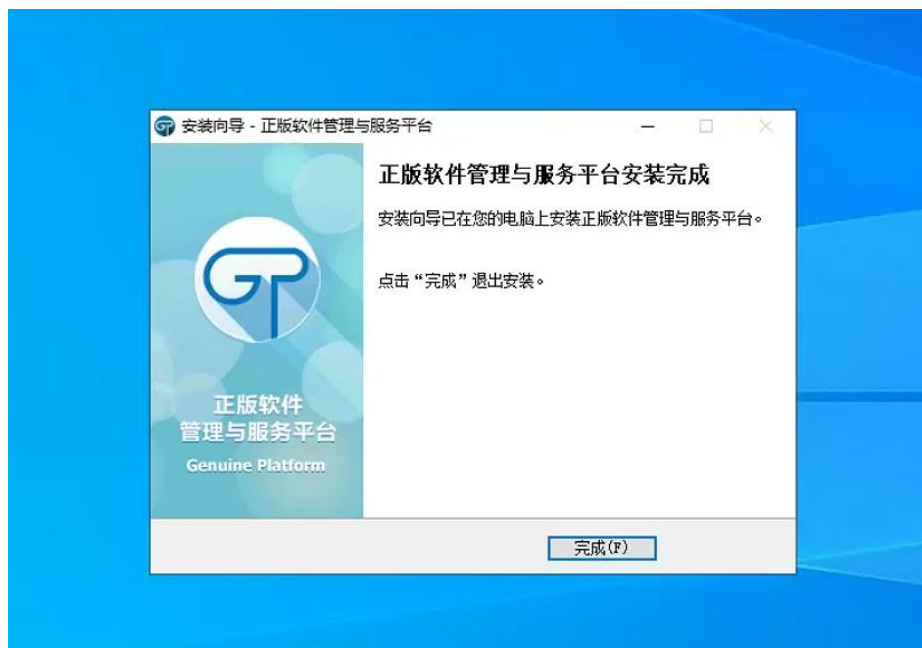 安装向导 - 正版软件管理与服务平台
正版软件管理与服务平台安装完成
安装向导已在您的电脑上安装正版软件管理与服务平台。
点击“完成”退出安装。
GP
正版软件
管理与服务平台
Genuine Platform
完成(F)